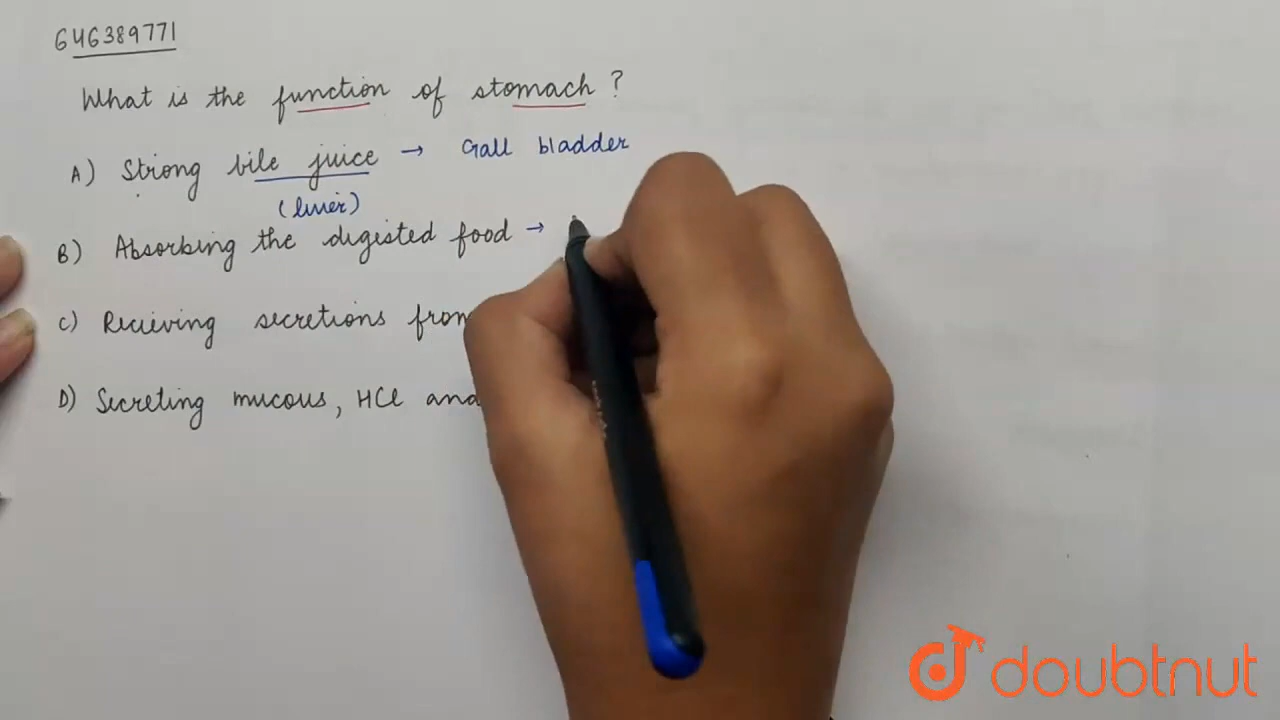 646389771
What is the function of stomach ?
A) Strong bile juice → Gall bladder
(liver)
B) Absorbing the digested food →
C) Recieving secretions from
D) Secreting mucous, HCl and
doubtnut